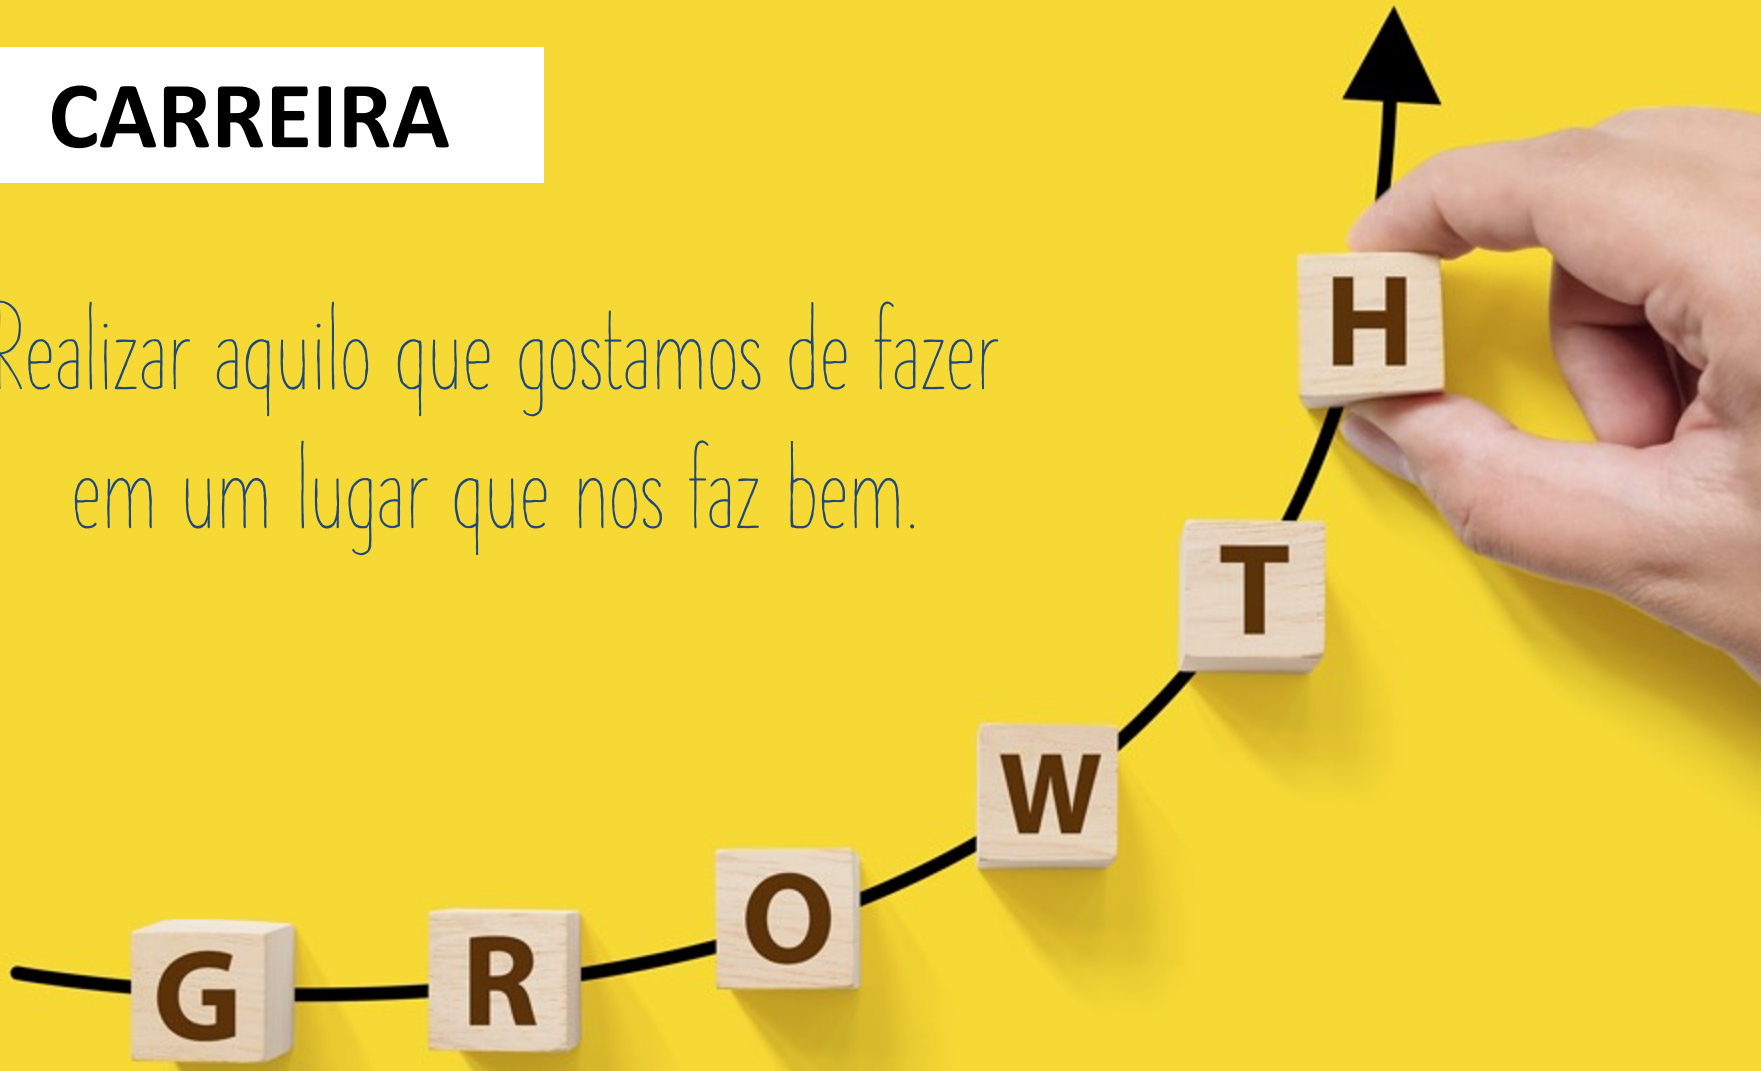 CARREIRA
Realizar aquilo que gostamos de fazer
em um lugar que nos faz bem.
H
T
W
O
R
G